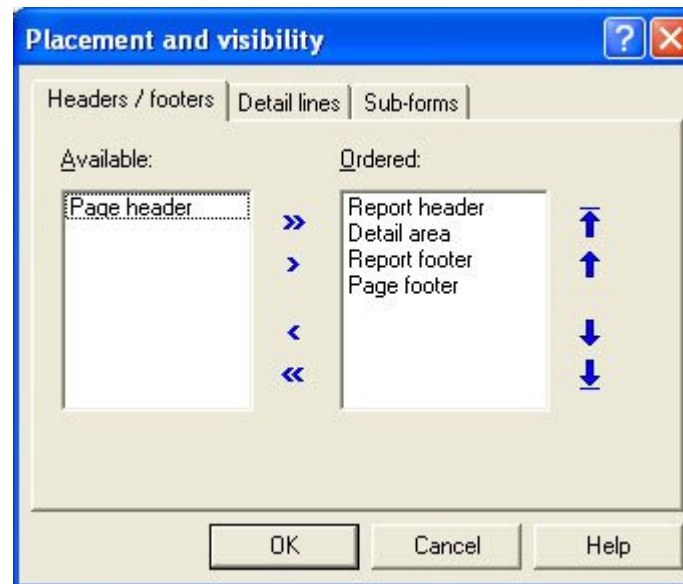 Placement and visibility
Headers / footers Detail lines Sub-forms
Available: Ordered:
Page header
Report header
Detail area
Report footer
Page footer
OK Cancel Help